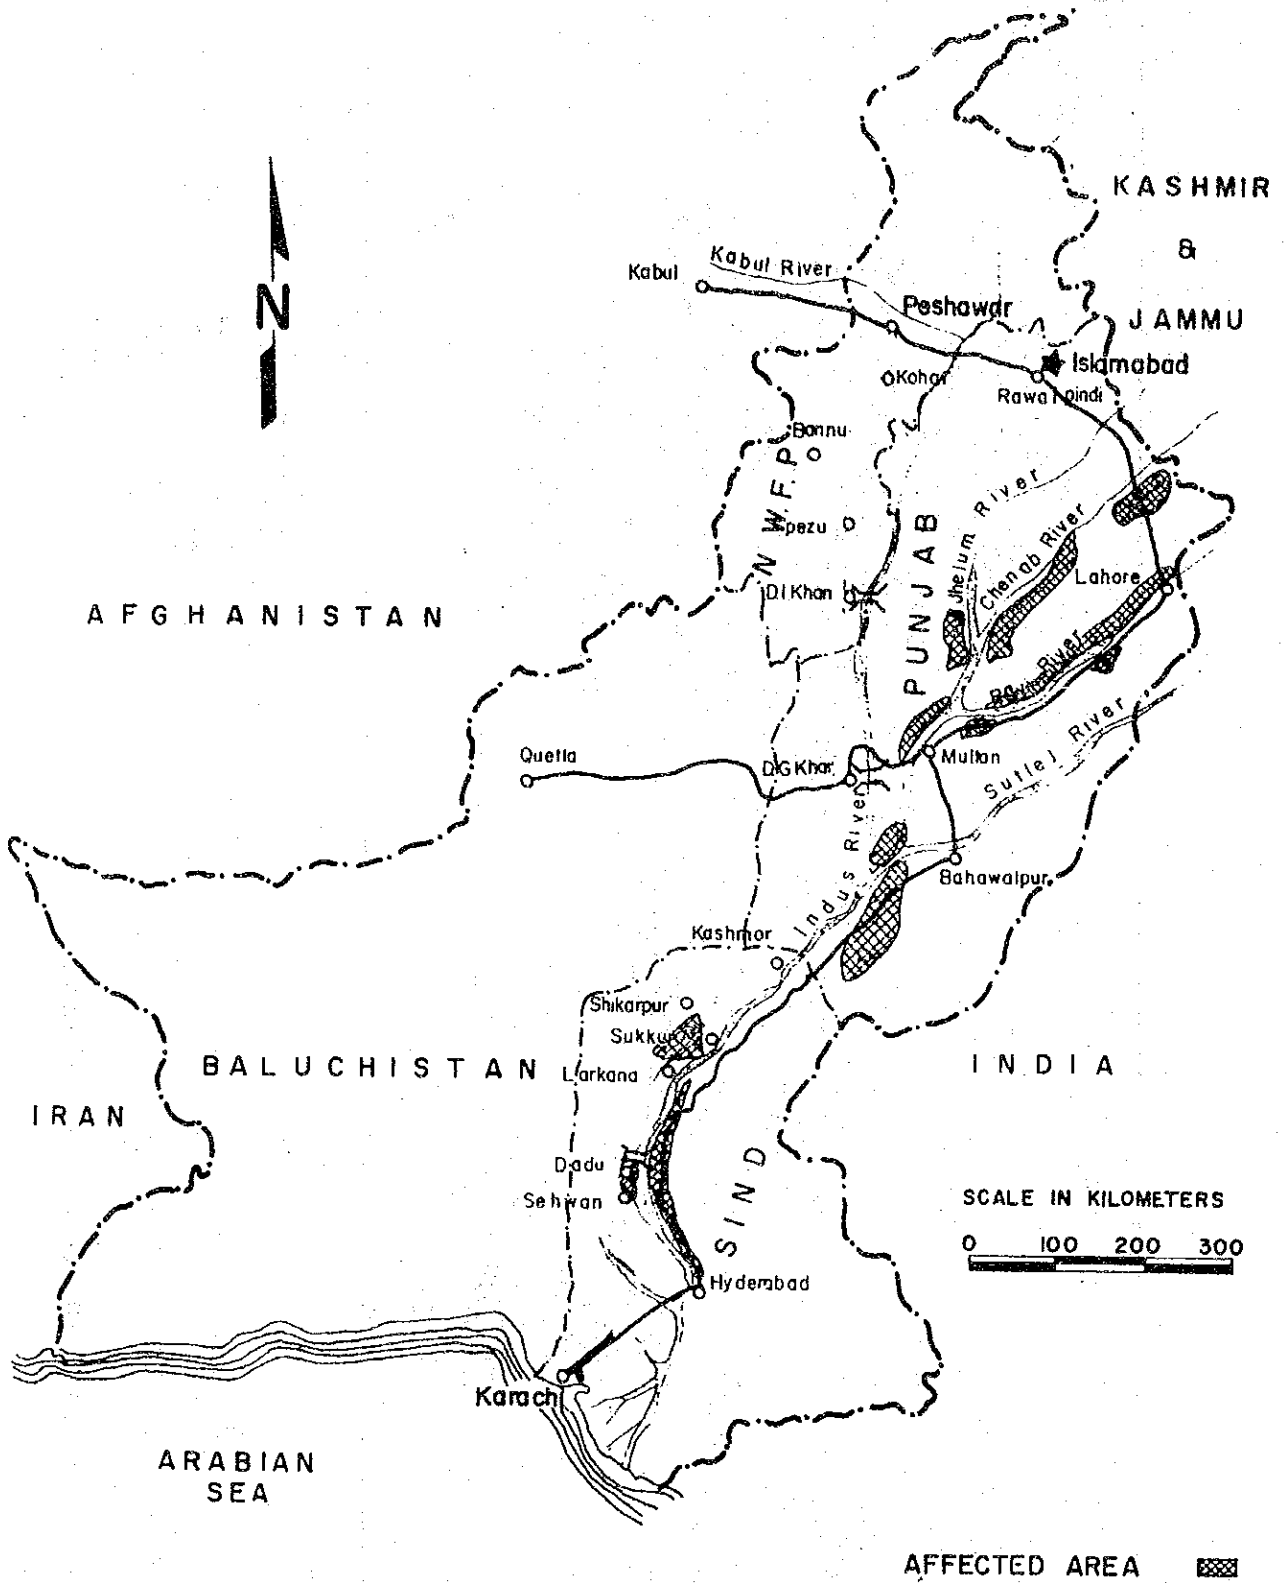 KASHMIR
&
JAMMU
N
Kabul
Kabul River
Peshawar
Islamabad
Kohat
Rawalpindi
Bannu
N.W.F.P
pezu
D.I Khan
PUNJAB
Jhelum River
Chenab River
Lahore
Ravi River
AFGHANISTAN
Quetta
D.G Khan
Multan
Sutlej River
Indus River
Bahawalpur
Kashmor
Shikarpur
Sukkur
BALUCHISTAN
Larkana
INDIA
IRAN
Dadu
Sehwan
SIND
SCALE IN KILOMETERS
0 100 200 300
Hyderabad
Karachi
ARABIAN
SEA
AFFECTED AREA